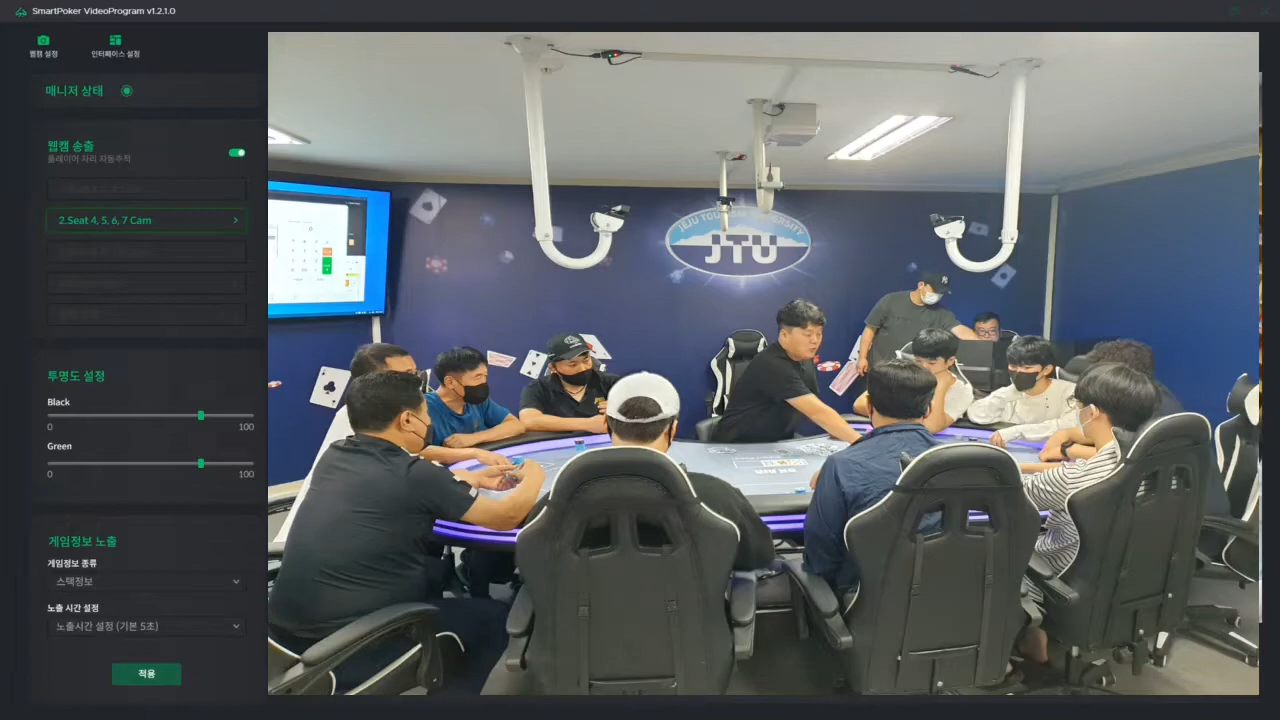 SmartPoker VideoProgram v1.2.1.0
웹캠 설정
인터페이스 설정
매니저 상태
웹캠 송출
플레이어 자리 자동추적
2.Seat 4, 5, 6, 7 Cam
투명도 설정
Black
0 100
Green
0 100
게임정보 노출
게임정보 종류
스택정보
노출 시간 설정
노출시간 설정 (기본 5초)
적용
JEJU TOURISM UNIVERSITY
JTU